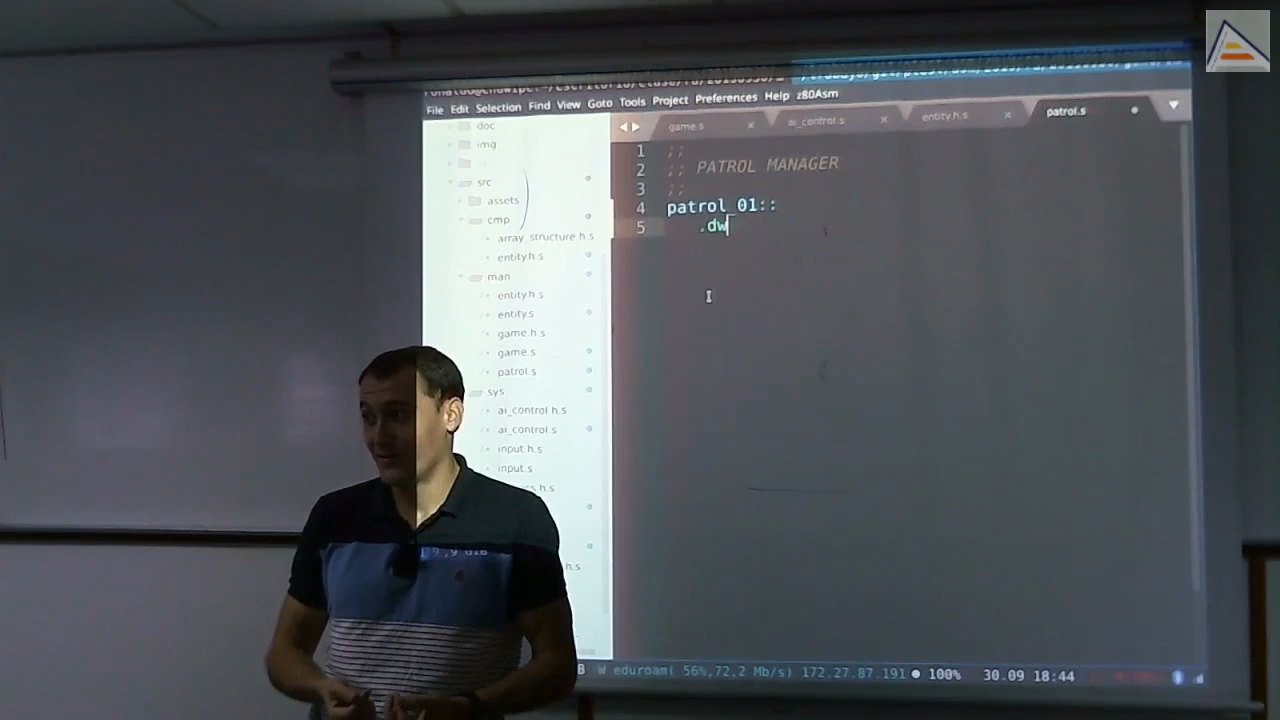 File Edit Selection Find View Goto Tools Project Preferences Help z80Asm
doc
img
src
assets
cmp
array_structure.h.s
entity.h.s
man
entity.h.s
entity.s
game.h.s
game.s
patrol.s
sys
ai_control.h.s
ai_control.s
input.h.s
input.s
game.s ai_control.s entity.h.s patrol.s
1 ;;
2 ;; PATROL MANAGER
3 ;;
4 patrol_01::
5 .dw
W eduroam( 56%,72,2 Mb/s) 172.27.87.191 100% 30.09 18:44